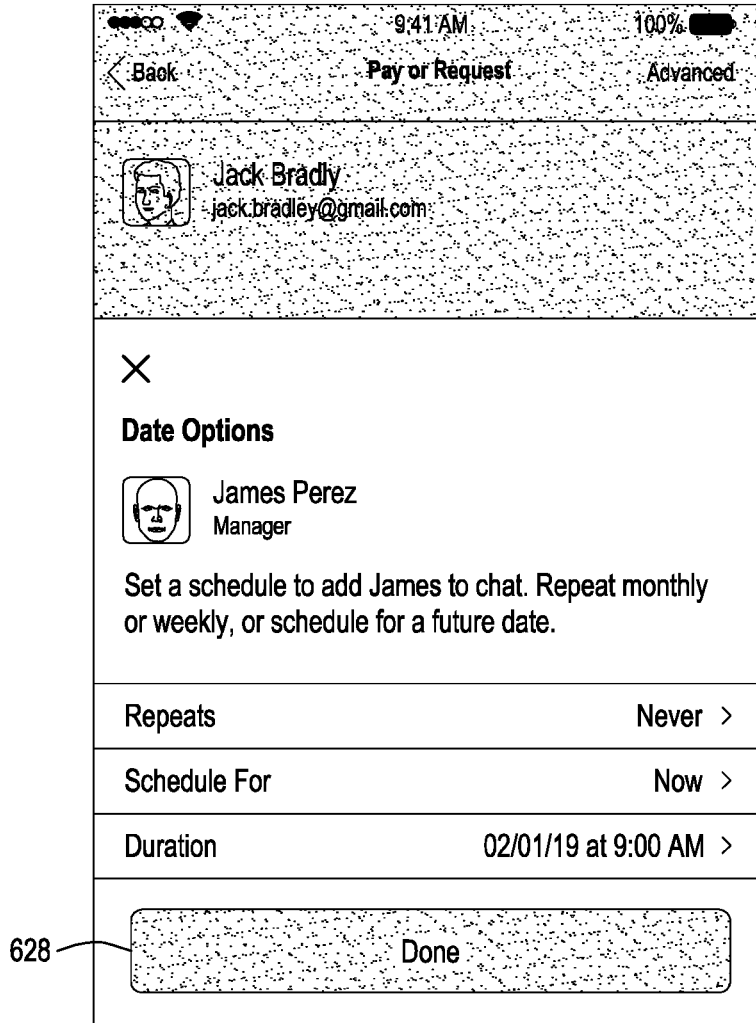 9:41 AM 100%
Back Pay or Request Advanced
Jack Bradly
jack.bradley@gmail.com
Date Options
James Perez
Manager
Set a schedule to add James to chat. Repeat monthly
or weekly, or schedule for a future date.
Repeats Never >
Schedule For Now >
Duration 02/01/19 at 9:00 AM >
628 Done